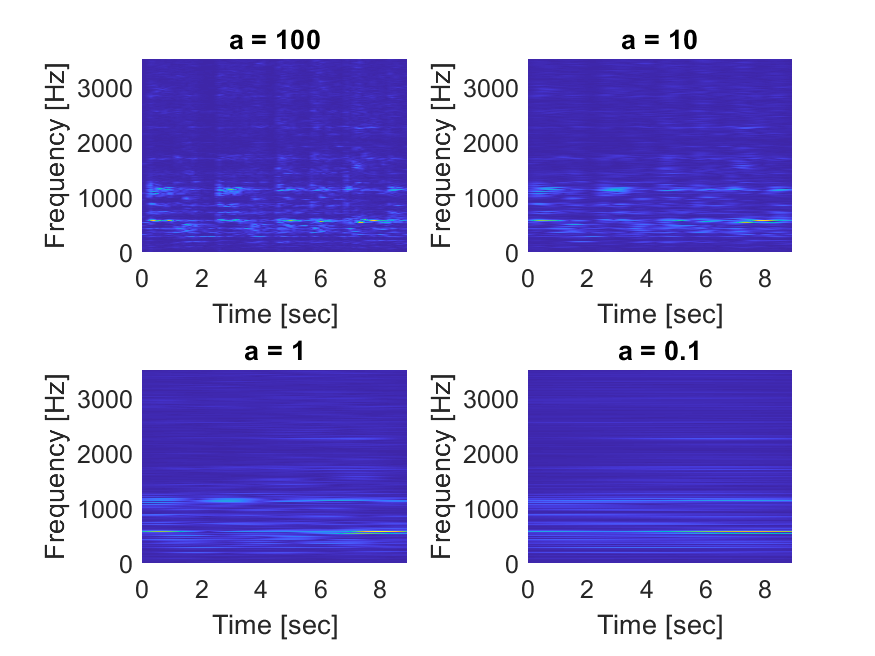 a = 100
Frequency [Hz]
3000
2000
1000
0
0 2 4 6 8
Time [sec]
a = 10
Frequency [Hz]
3000
2000
1000
0
0 2 4 6 8
Time [sec]
a = 1
Frequency [Hz]
3000
2000
1000
0
0 2 4 6 8
Time [sec]
a = 0.1
Frequency [Hz]
3000
2000
1000
0
0 2 4 6 8
Time [sec]